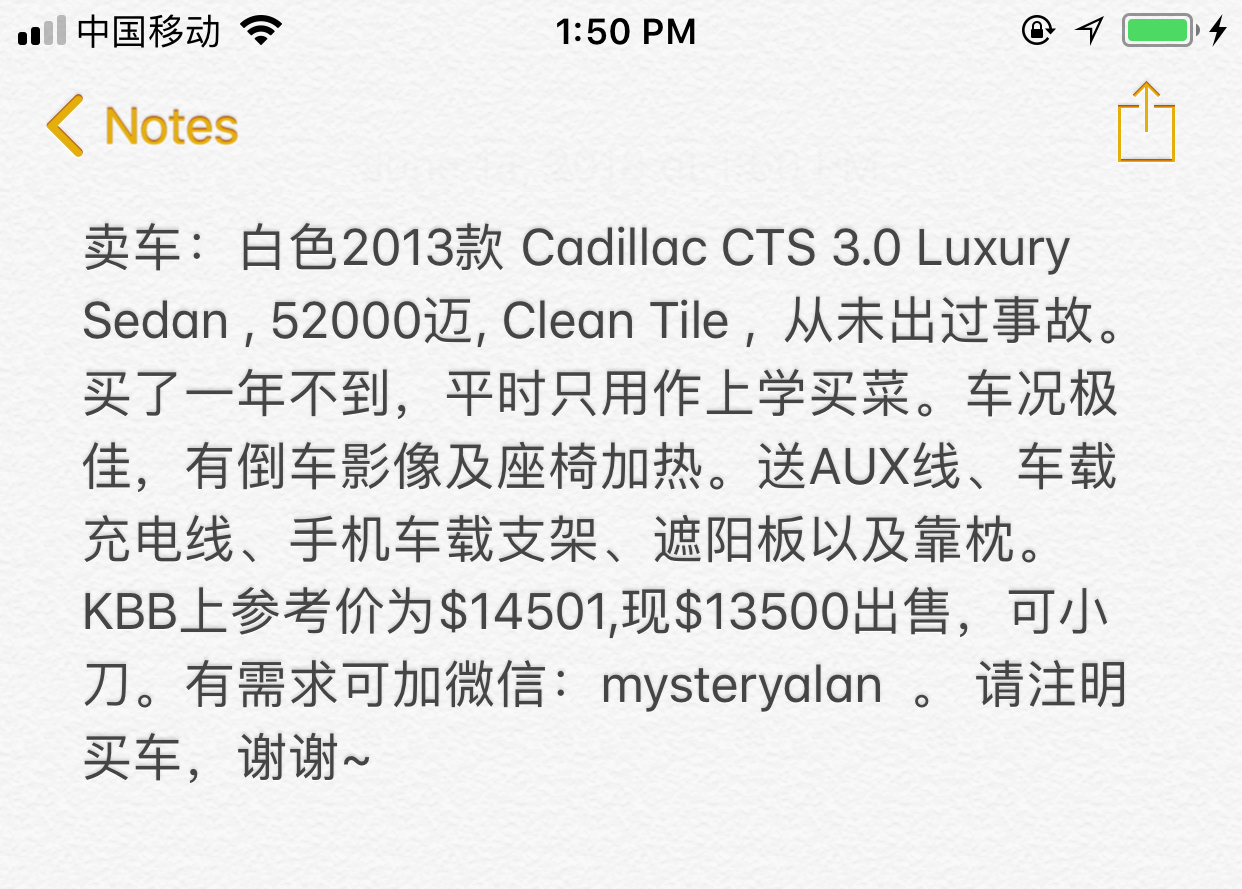 中国移动 1:50 PM
Notes
卖车：白色2013款 Cadillac CTS 3.0 Luxury
Sedan , 52000迈, Clean Tile ，从未出过事故。
买了一年不到，平时只用作上学买菜。车况极
佳，有倒车影像及座椅加热。送AUX线、车载
充电线、手机车载支架、遮阳板以及靠枕。
KBB上参考价为$14501,现$13500出售，可小
刀。有需求可加微信：mysteryalan 。 请注明
买车，谢谢~